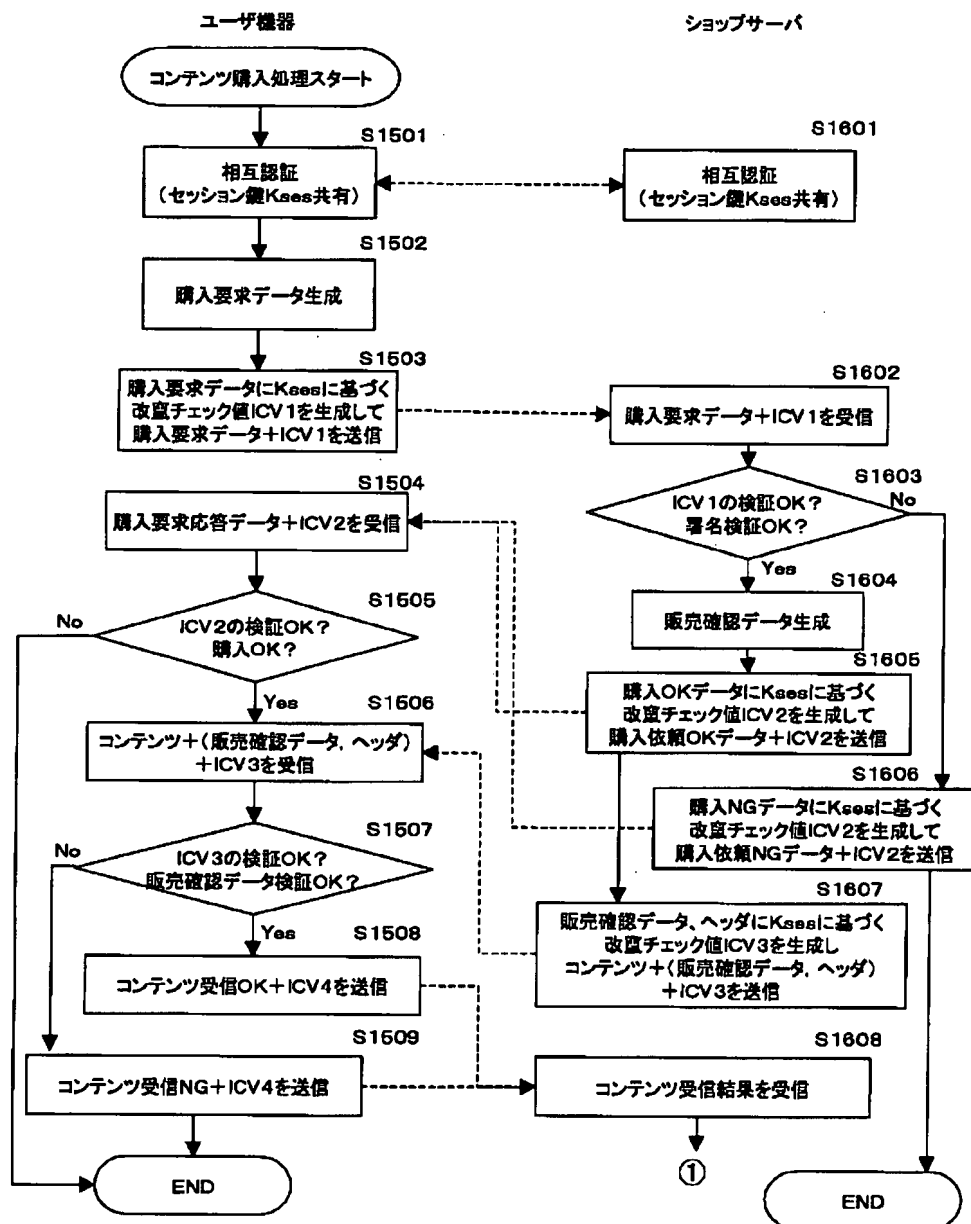 ユーザ機器
ショップサーバ
コンテンツ購入処理スタート
S1501
相互認証
(セッション鍵Kses共有)
S1601
相互認証
(セッション鍵Kses共有)
S1502
購入要求データ生成
S1503
購入要求データにKsesに基づく
改竄チェック値ICV1を生成して
購入要求データ+ICV1を送信
S1602
購入要求データ+ICV1を受信
S1603
ICV1の検証OK?
署名検証OK?
No
Yes
S1504
購入要求応答データ+ICV2を受信
S1604
販売確認データ生成
S1505
ICV2の検証OK?
購入OK?
No
Yes
S1605
購入OKデータにKsesに基づく
改竄チェック値ICV2を生成して
購入依頼OKデータ+ICV2を送信
S1506
コンテンツ+(販売確認データ, ヘッダ)
+ICV3を受信
S1606
購入NGデータにKsesに基づく
改竄チェック値ICV2を生成して
購入依頼NGデータ+ICV2を送信
S1507
ICV3の検証OK?
販売確認データ検証OK?
No
Yes
S1607
販売確認データ、ヘッダにKsesに基づく
改竄チェック値ICV3を生成し
コンテンツ+(販売確認データ, ヘッダ)
+ICV3を送信
S1508
コンテンツ受信OK+ICV4を送信
S1509
コンテンツ受信NG+ICV4を送信
S1608
コンテンツ受信結果を受信
①
END
END